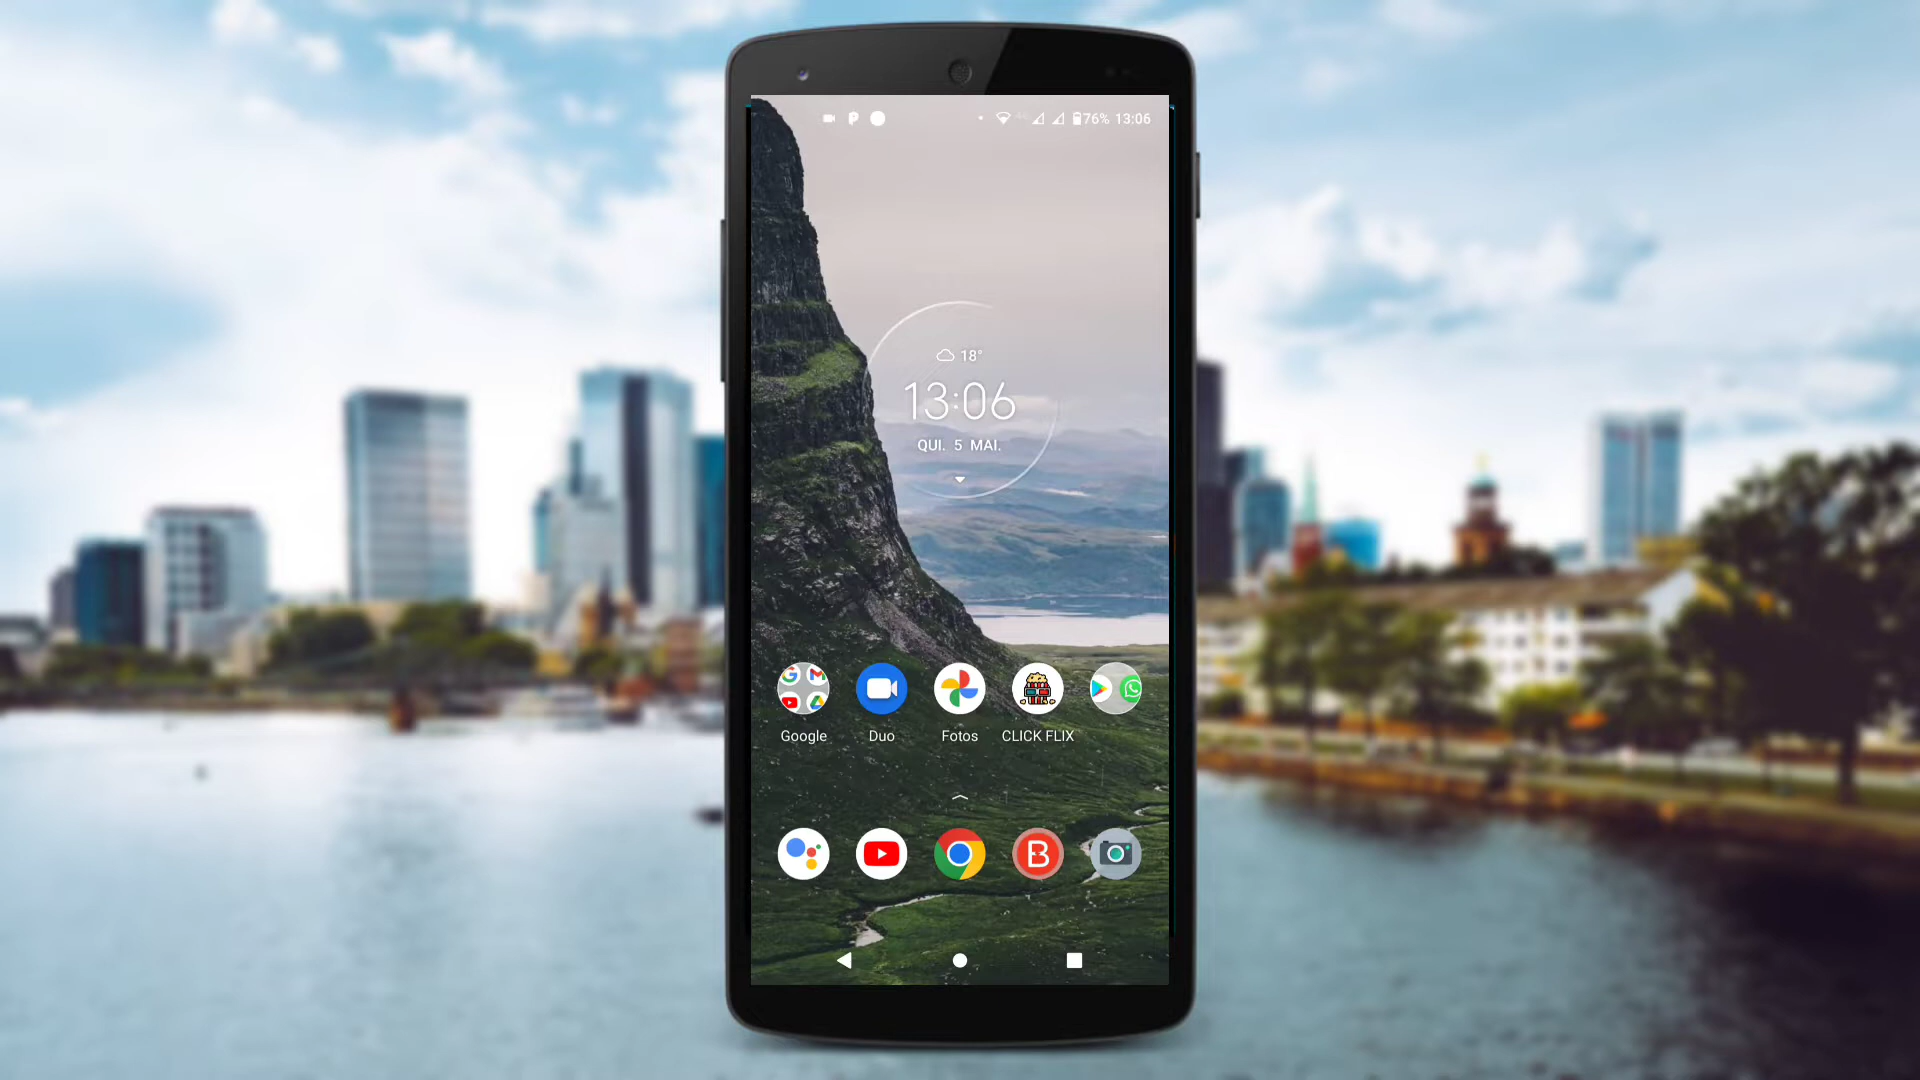 76% 13:06
18°
13:06
QUI. 5 MAI.
Google Duo Fotos CLICK FLIX